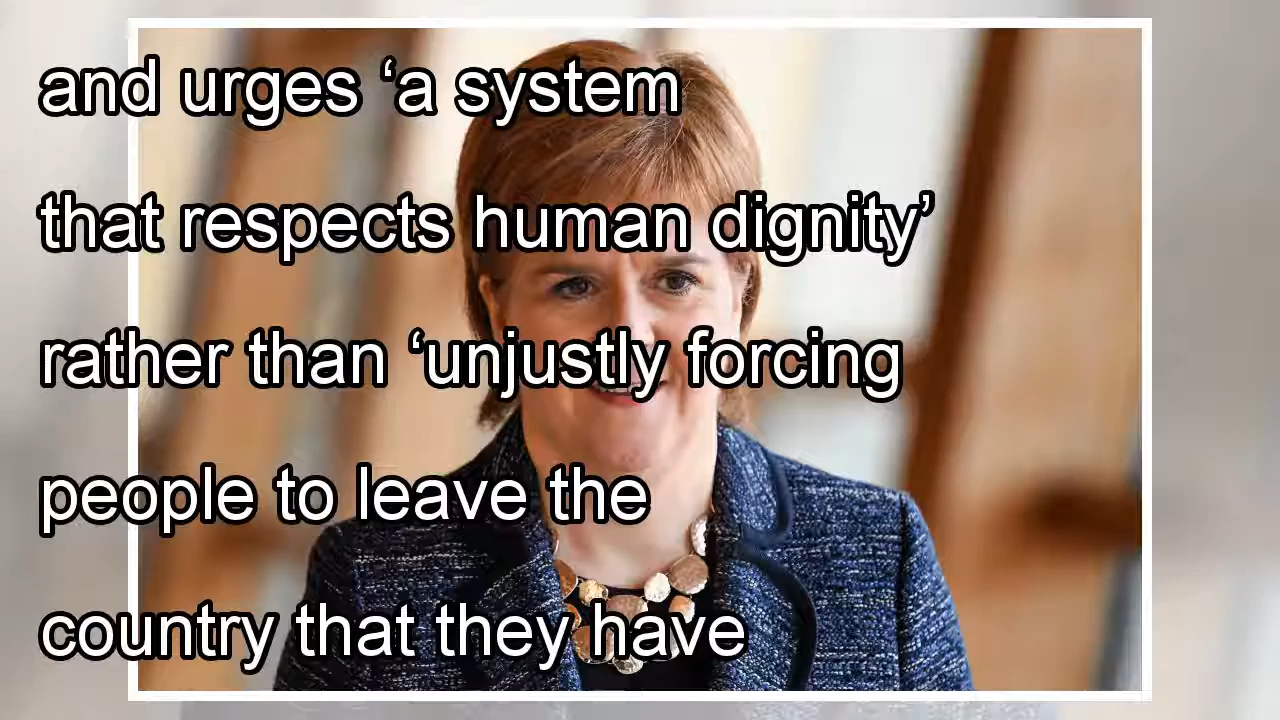 and urges ‘a system
that respects human dignity’
rather than ‘unjustly forcing
people to leave the
country that they have